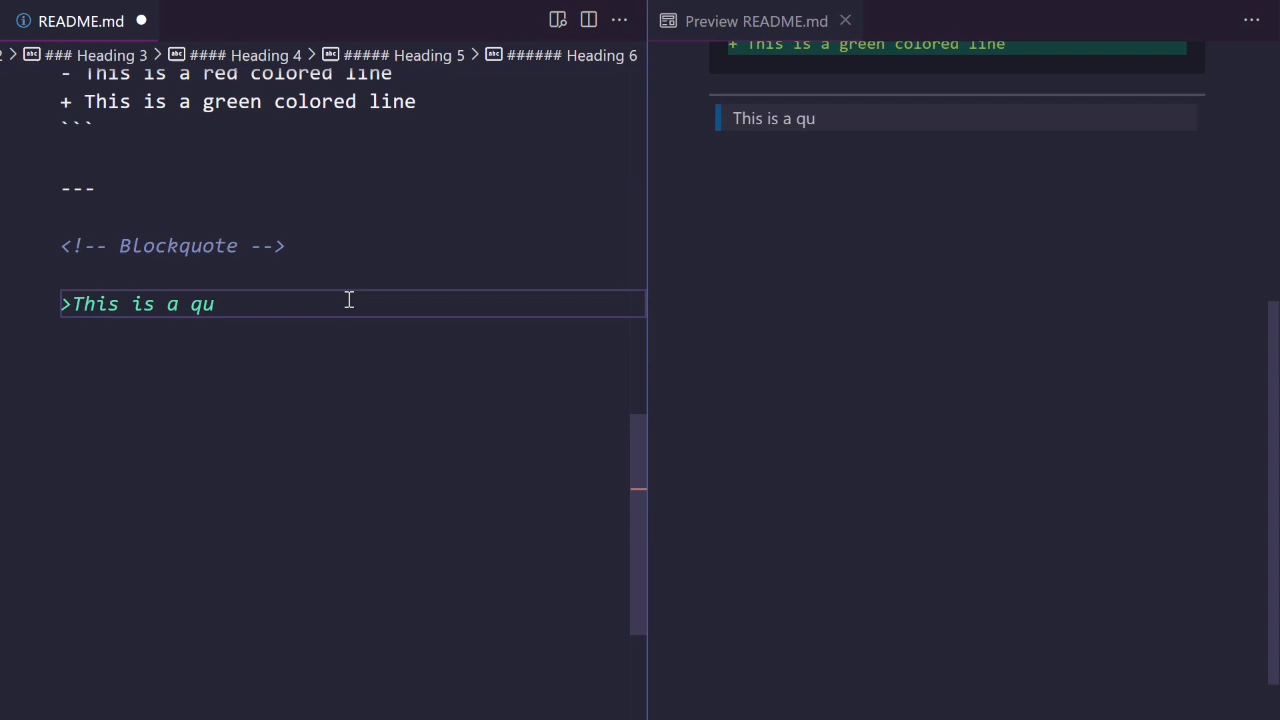 README.md
Preview README.md
2 > ### Heading 3 > #### Heading 4 > ##### Heading 5 > ###### Heading 6
- This is a red colored line
+ This is a green colored line
```
---
<!-- Blockquote -->
>This is a qu
+ This is a green colored line
This is a qu